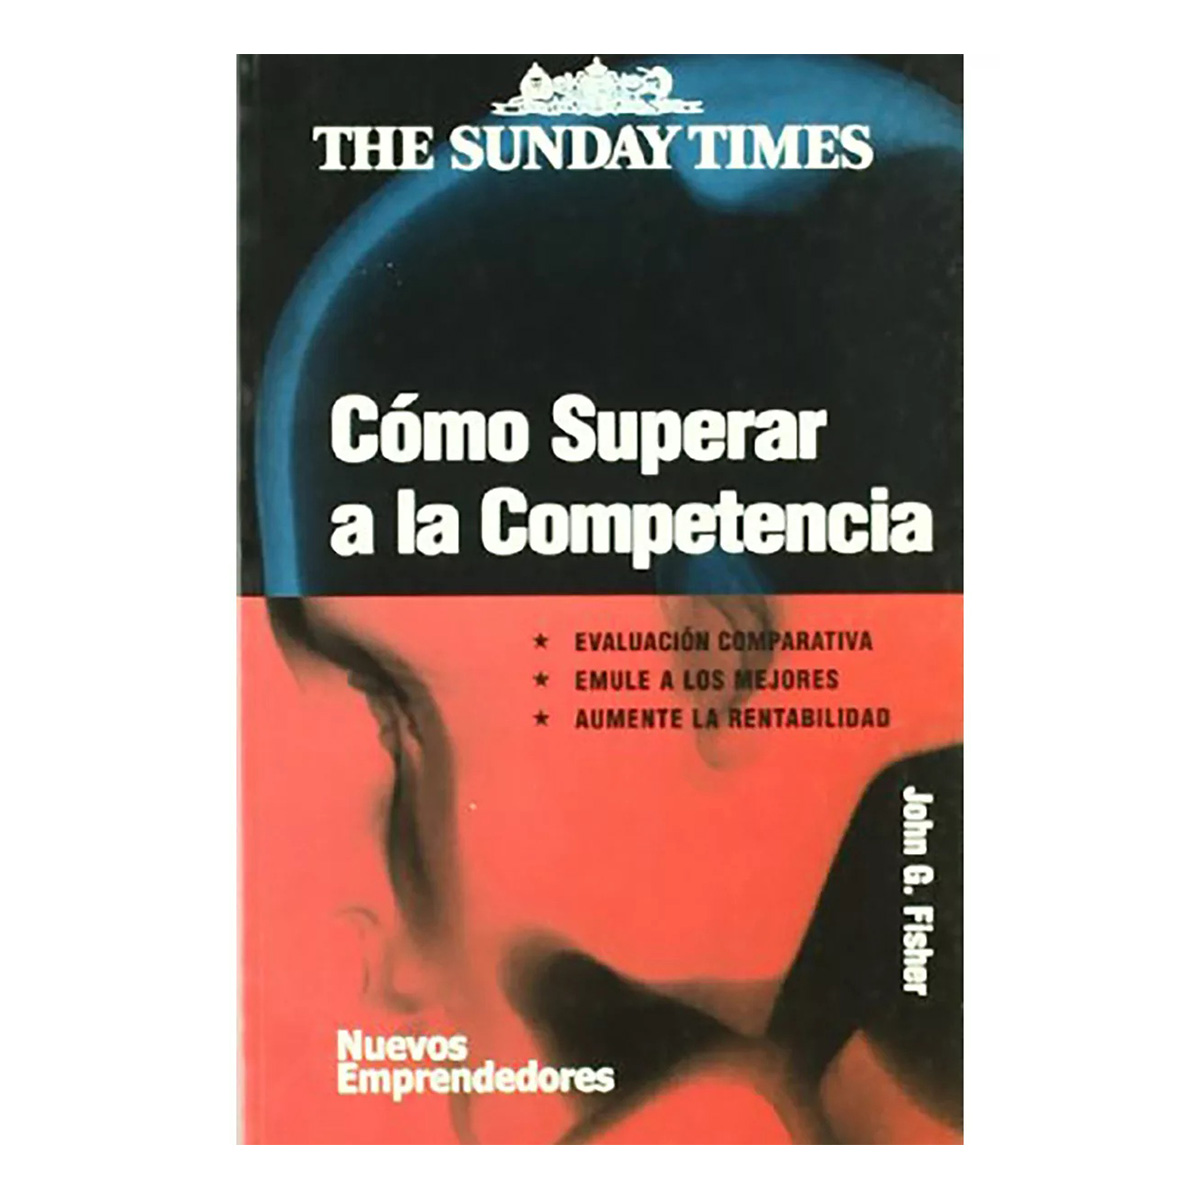 THE SUNDAY TIMES
Cómo Superar
a la Competencia
★ EVALUACIÓN COMPARATIVA
★ EMULE A LOS MEJORES
★ AUMENTE LA RENTABILIDAD
John G. Fisher
Nuevos
Emprendedores